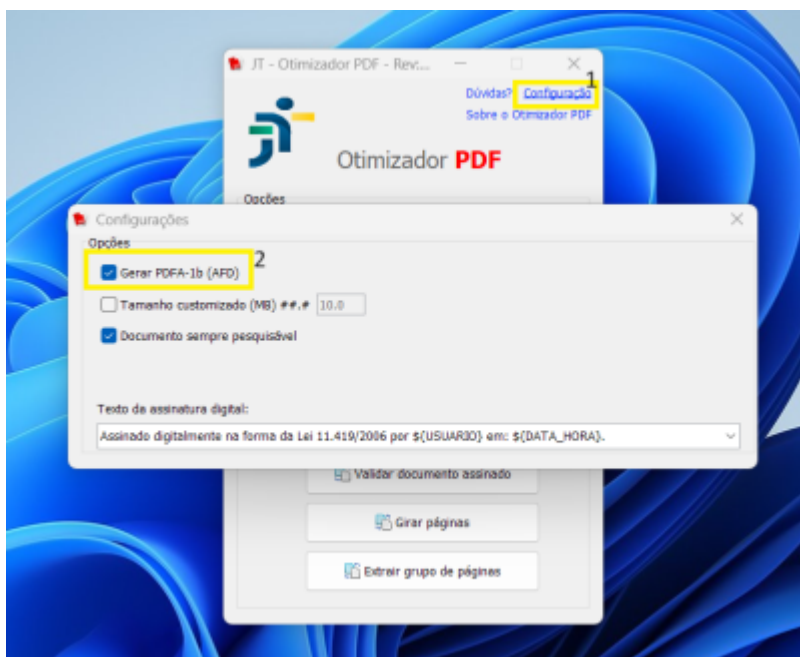 JT - Otimizador PDF - Rev:...
1
Dúvidas? Configuração
Sobre o Otimizador PDF
Otimizador PDF
Opções
Configurações
Opções
2
Gerar PDFA-1b (AFD)
Tamanho customizado (MB) ##.# 10.0
Documento sempre pesquisável
Texto da assinatura digital:
Assinado digitalmente na forma da Lei 11.419/2006 por ${USUARIO} em: ${DATA_HORA}.
Validar documento assinado
Girar páginas
Extrair grupo de páginas